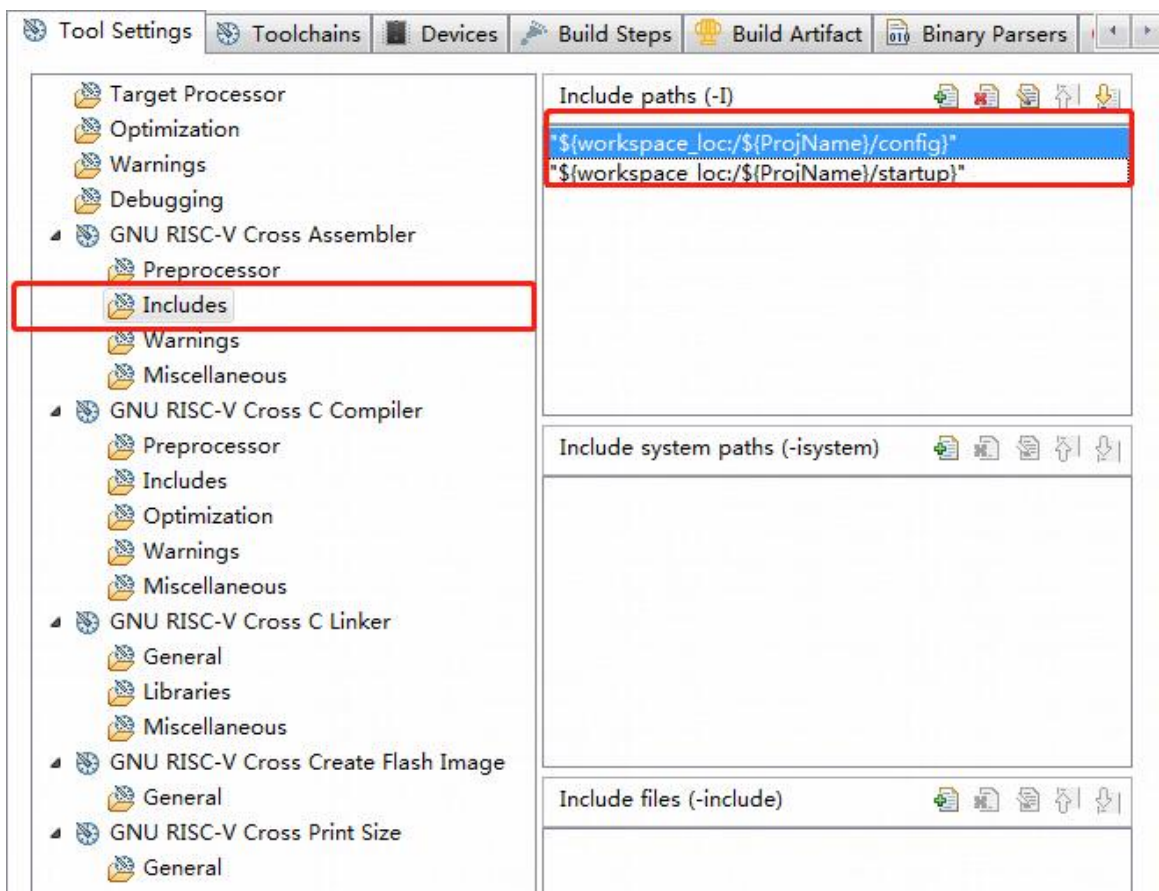 Tool Settings
Toolchains
Devices
Build Steps
Build Artifact
Binary Parsers
Target Processor
Optimization
Warnings
Debugging
GNU RISC-V Cross Assembler
Preprocessor
Includes
Warnings
Miscellaneous
GNU RISC-V Cross C Compiler
Preprocessor
Includes
Optimization
Warnings
Miscellaneous
GNU RISC-V Cross C Linker
General
Libraries
Miscellaneous
GNU RISC-V Cross Create Flash Image
General
GNU RISC-V Cross Print Size
General
Include paths (-I)
"${workspace_loc:/${ProjName}/config}"
"${workspace_loc:/${ProjName}/startup}"
Include system paths (-isystem)
Include files (-include)